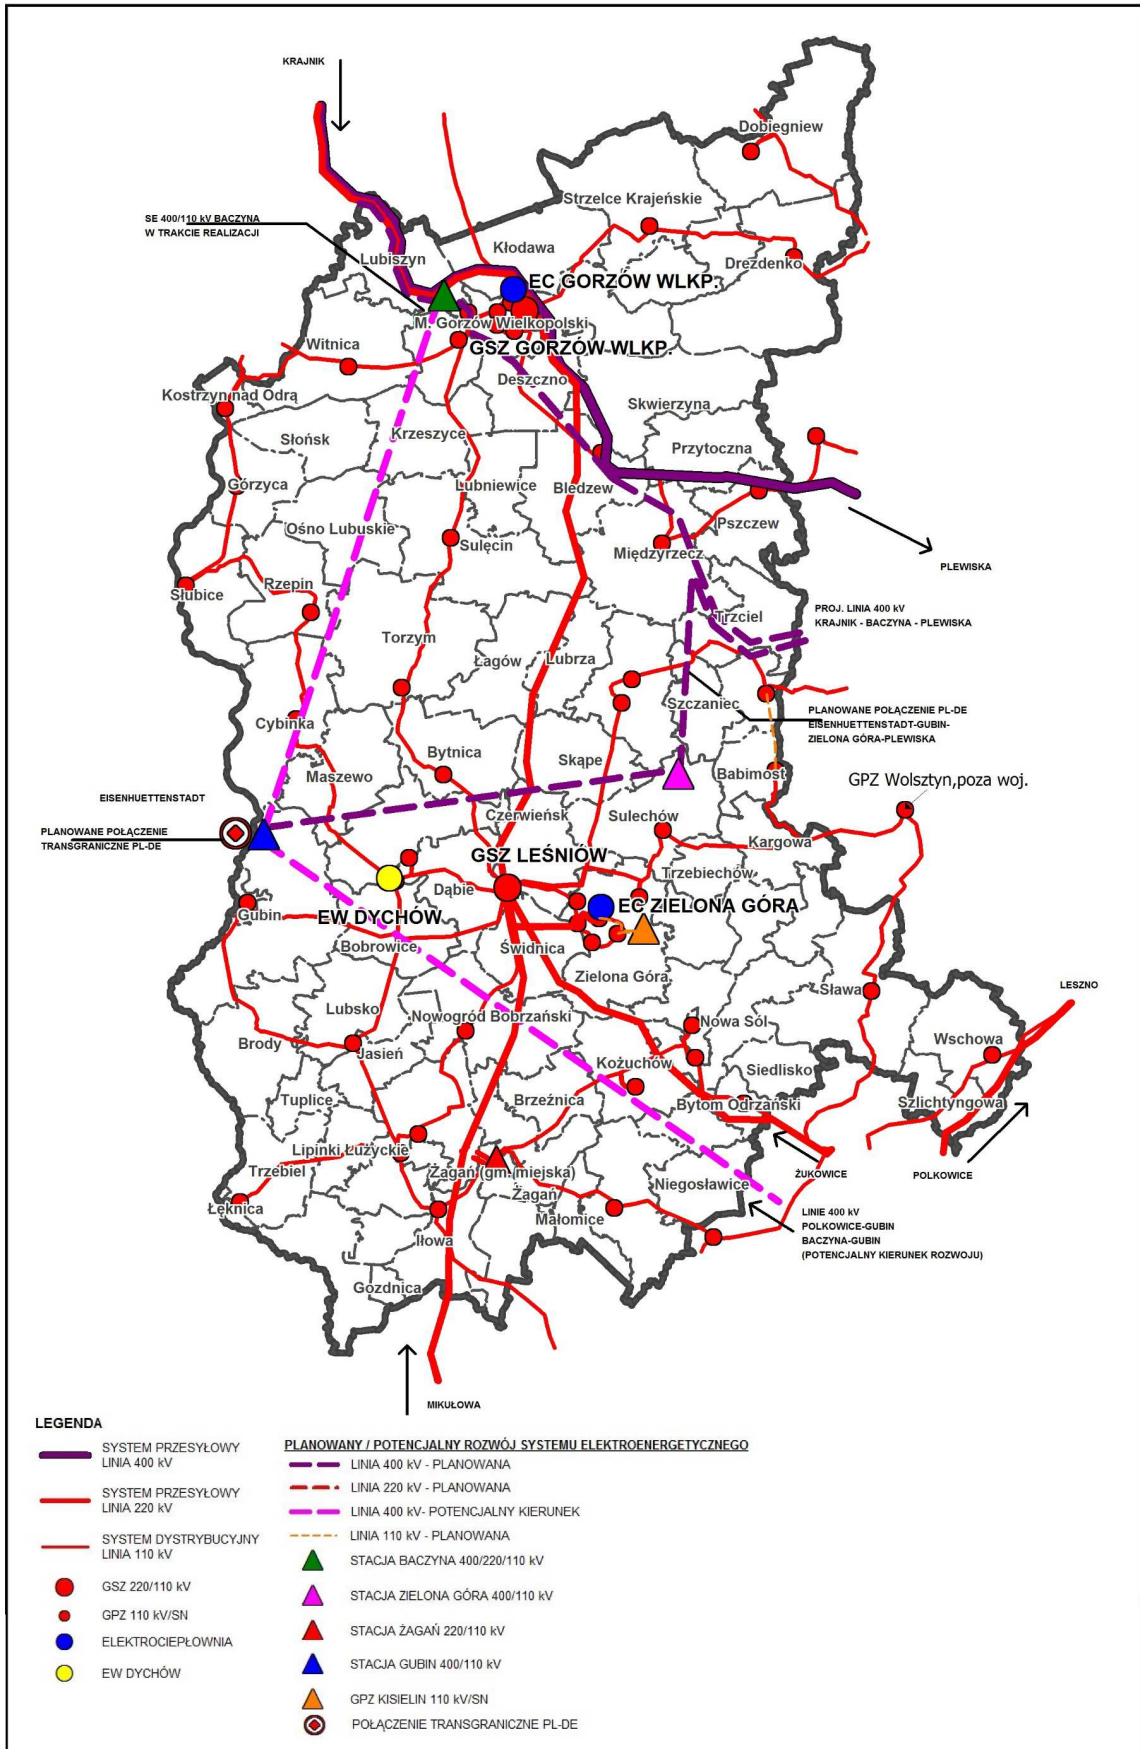 KRAJNIK
Dobiegniew
Strzelce Krajeńskie
SE 400/110 kV BACZYNA
W TRAKCIE REALIZACJI
Kłodawa
Lubiszyn
Drezdenko
EC GORZÓW WLKP.
M. Gorzów Wielkopolski
Witnica
GSZ GORZÓW WLKP.
Deszczno
Kostrzyn nad Odrą
Skwierzyna
Krzeszyce
Słońsk
Przytoczna
Górzyca
Lubniewice
Bledzew
Pszczew
Ośno Lubuskie
Sulęcin
Międzyrzecz
PLEWISKA
Rzepin
Słubice
PROJ. LINIA 400 kV
KRAJNIK - BACZYNA - PLEWISKA
Trzciel
Torzym
Łagów
Lubrza
Szczaniec
PLANOWANE POŁĄCZENIE PL-DE
EISENHUETTENSTADT-GUBIN-
ZIELONA GÓRA-PLEWISKA
Cybinka
Bytnica
Skąpe
Maszewo
Babimost
GPZ Wolsztyn,poza woj.
EISENHUETTENSTADT
Czerwieńsk
Sulechów
PLANOWANE POŁĄCZENIE
TRANSGRANICZNE PL-DE
Kargowa
GSZ LEŚNIÓW
Trzebiechów
Dąbie
EC ZIELONA GÓRA
Gubin
EW DYCHÓW
Bobrowice
Świdnica
Zielona Góra
LESZNO
Sława
Lubsko
Nowogród Bobrzański
Nowa Sól
Wschowa
Brody
Jasień
Kożuchów
Siedlisko
Tuplice
Brzeźnica
Bytom Odrzański
Szlichtyngowa
Lipinki Łużyckie
Trzebiel
Żagań (gm. miejska)
ŻUKOWICE
POLKOWICE
Niegosławice
Żagań
Łęknica
Małomice
LINIE 400 kV
POLKOWICE-GUBIN
BACZYNA-GUBIN
(POTENCJALNY KIERUNEK ROZWOJU)
Iłowa
Gozdnica
MIKUŁOWA
LEGENDA
SYSTEM PRZESYŁOWY
LINIA 400 kV
SYSTEM PRZESYŁOWY
LINIA 220 kV
SYSTEM DYSTRYBUCYJNY
LINIA 110 kV
GSZ 220/110 kV
GPZ 110 kV/SN
ELEKTROCIEPŁOWNIA
EW DYCHÓW
PLANOWANY / POTENCJALNY ROZWÓJ SYSTEMU ELEKTROENERGETYCZNEGO
LINIA 400 kV - PLANOWANA
LINIA 220 kV - PLANOWANA
LINIA 400 kV- POTENCJALNY KIERUNEK
LINIA 110 kV - PLANOWANA
STACJA BACZYNA 400/220/110 kV
STACJA ZIELONA GÓRA 400/110 kV
STACJA ŻAGAŃ 220/110 kV
STACJA GUBIN 400/110 kV
GPZ KISIELIN 110 kV/SN
POŁĄCZENIE TRANSGRANICZNE PL-DE